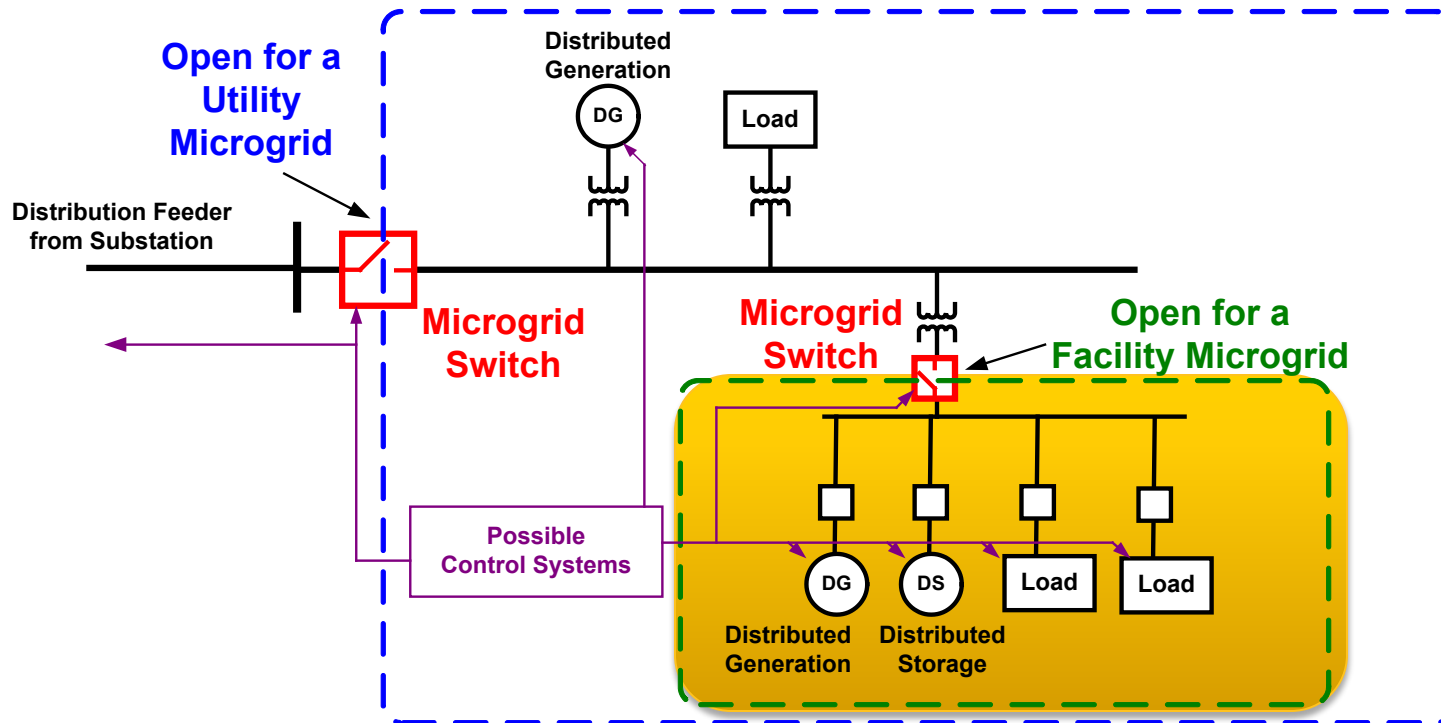 Distributed
Generation
Open for a
Utility
Microgrid
DG
Load
Distribution Feeder
from Substation
Microgrid
Switch
Microgrid
Switch
Open for a
Facility Microgrid
Possible
Control Systems
DG
DS
Load
Load
Distributed
Generation
Distributed
Storage